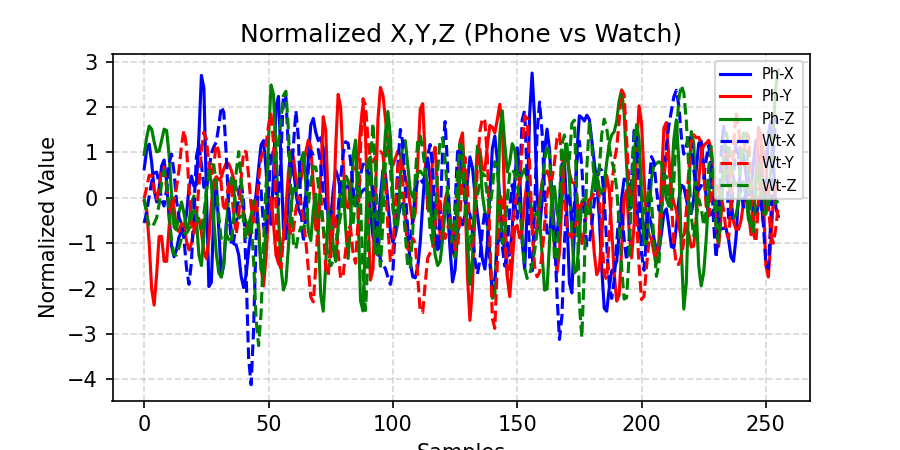 Normalized X,Y,Z (Phone vs Watch)
Normalized Value
3
2
1
0
−1
−2
−3
−4
0 50 100 150 200 250
Samples
Ph-X
Ph-Y
Ph-Z
Wt-X
Wt-Y
Wt-Z